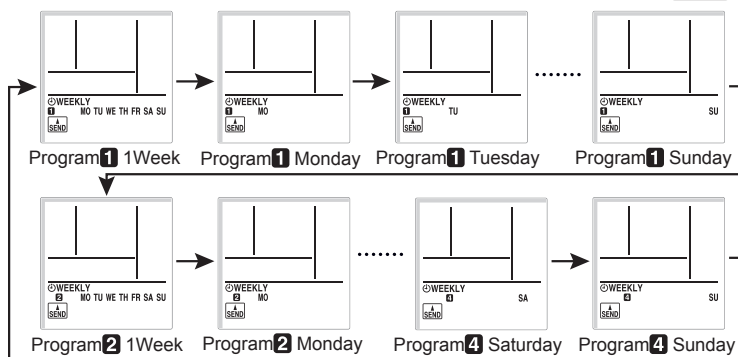 WEEKLY
1 MO TU WE TH FR SA SU
SEND
Program 1 1Week
WEEKLY
1 MO
SEND
Program 1 Monday
WEEKLY
1 TU
SEND
Program 1 Tuesday
WEEKLY
1 SU
SEND
Program 1 Sunday
WEEKLY
2 MO TU WE TH FR SA SU
SEND
Program 2 1Week
WEEKLY
2 MO
SEND
Program 2 Monday
WEEKLY
4 SA
SEND
Program 4 Saturday
WEEKLY
4 SU
SEND
Program 4 Sunday